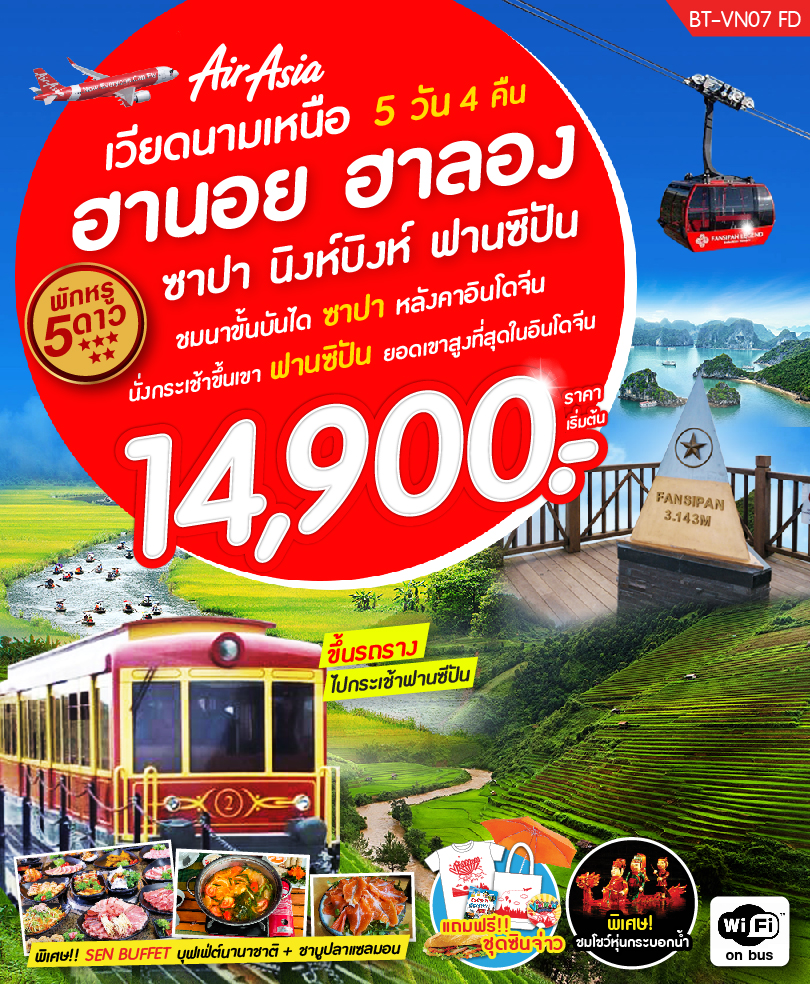 BT-VN07 FD
AirAsia
Now Everyone Can Fly
เวียดนามเหนือ 5 วัน 4 คืน
ฮานอย ฮาลอง
ซาปา นิงห์บิงห์ ฟานซิปัน
พักหรู
5ดาว
ชมนาขั้นบันได ซาปา หลังคาอินโดจีน
นั่งกระเช้าขึ้นเขา ฟานซิปัน ยอดเขาสูงที่สุดในอินโดจีน
ราคา
เริ่มต้น
14,900.-
FANSIPAN LEGEND
FANSIPAN
3.143M
ขึ้นรถราง
ไปกระเช้าฟานซีปัน
2
พิเศษ!! SEN BUFFET บุฟเฟ่ต์นานาชาติ + ชาบูปลาแซลมอน
แถมฟรี!!
ชุดซินจ่าว
พิเศษ!
ชมโชว์หุ่นกระบอกน้ำ
Wi Fi
on bus